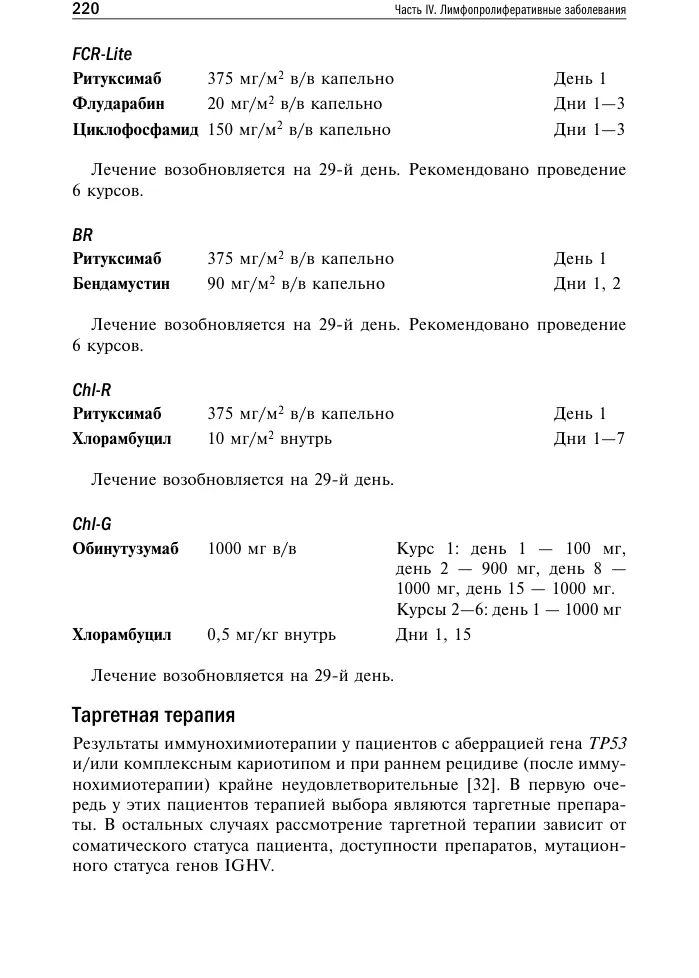 220
Часть IV. Лимфопролиферативные заболевания
FCR-Lite
Ритуксимаб 375 мг/м² в/в капельно День 1
Флударабин 20 мг/м² в/в капельно Дни 1—3
Циклофосфамид 150 мг/м² в/в капельно Дни 1—3
Лечение возобновляется на 29-й день. Рекомендовано проведение
6 курсов.
BR
Ритуксимаб 375 мг/м² в/в капельно День 1
Бендамустин 90 мг/м² в/в капельно Дни 1, 2
Лечение возобновляется на 29-й день. Рекомендовано проведение
6 курсов.
Chl-R
Ритуксимаб 375 мг/м² в/в капельно День 1
Хлорамбуцил 10 мг/м² внутрь Дни 1—7
Лечение возобновляется на 29-й день.
Chl-G
Обинутузумаб 1000 мг в/в Курс 1: день 1 — 100 мг,
день 2 — 900 мг, день 8 —
1000 мг, день 15 — 1000 мг.
Курсы 2—6: день 1 — 1000 мг
Хлорамбуцил 0,5 мг/кг внутрь Дни 1, 15
Лечение возобновляется на 29-й день.
Таргетная терапия
Результаты иммунохимиотерапии у пациентов с аберрацией гена TP53
и/или комплексным кариотипом и при раннем рецидиве (после имму-
нохимиотерапии) крайне неудовлетворительные [32]. В первую оче-
редь у этих пациентов терапией выбора являются таргетные препара-
ты. В остальных случаях рассмотрение таргетной терапии зависит от
соматического статуса пациента, доступности препаратов, мутацион-
ного статуса генов IGHV.